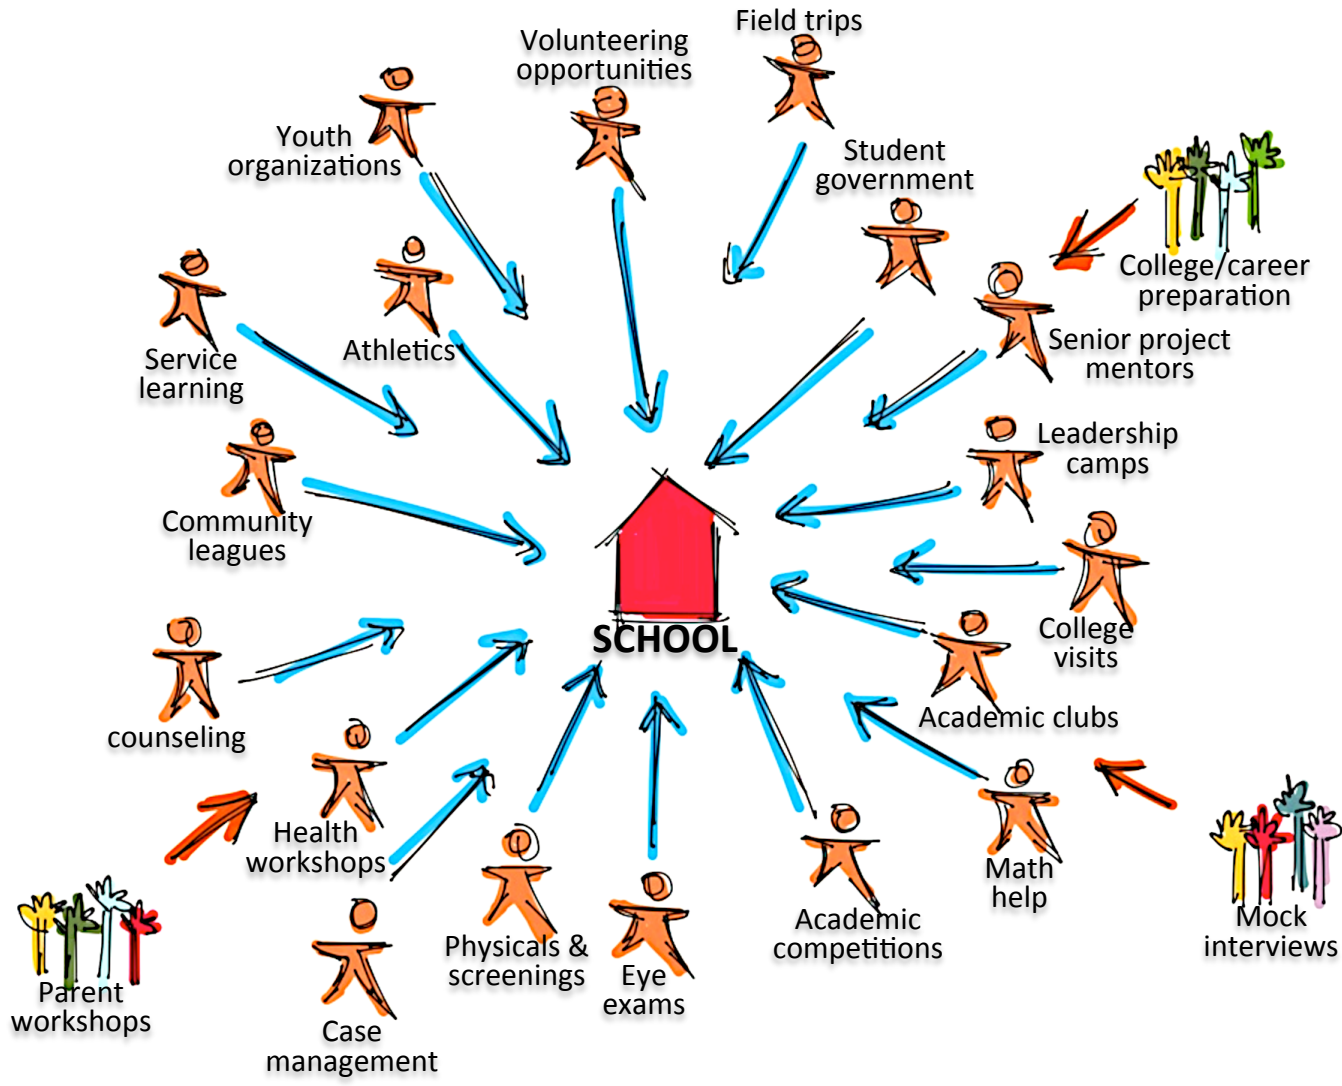 Field trips
Volunteering
opportunities
Youth
organizations
Student
government
College/career
preparation
Service
learning
Athletics
Senior project
mentors
Leadership
camps
Community
leagues
SCHOOL
College
visits
counseling
Academic clubs
Health
workshops
Math
help
Physicals &
screenings
Eye
exams
Academic
competitions
Mock
interviews
Parent
workshops
Case
management